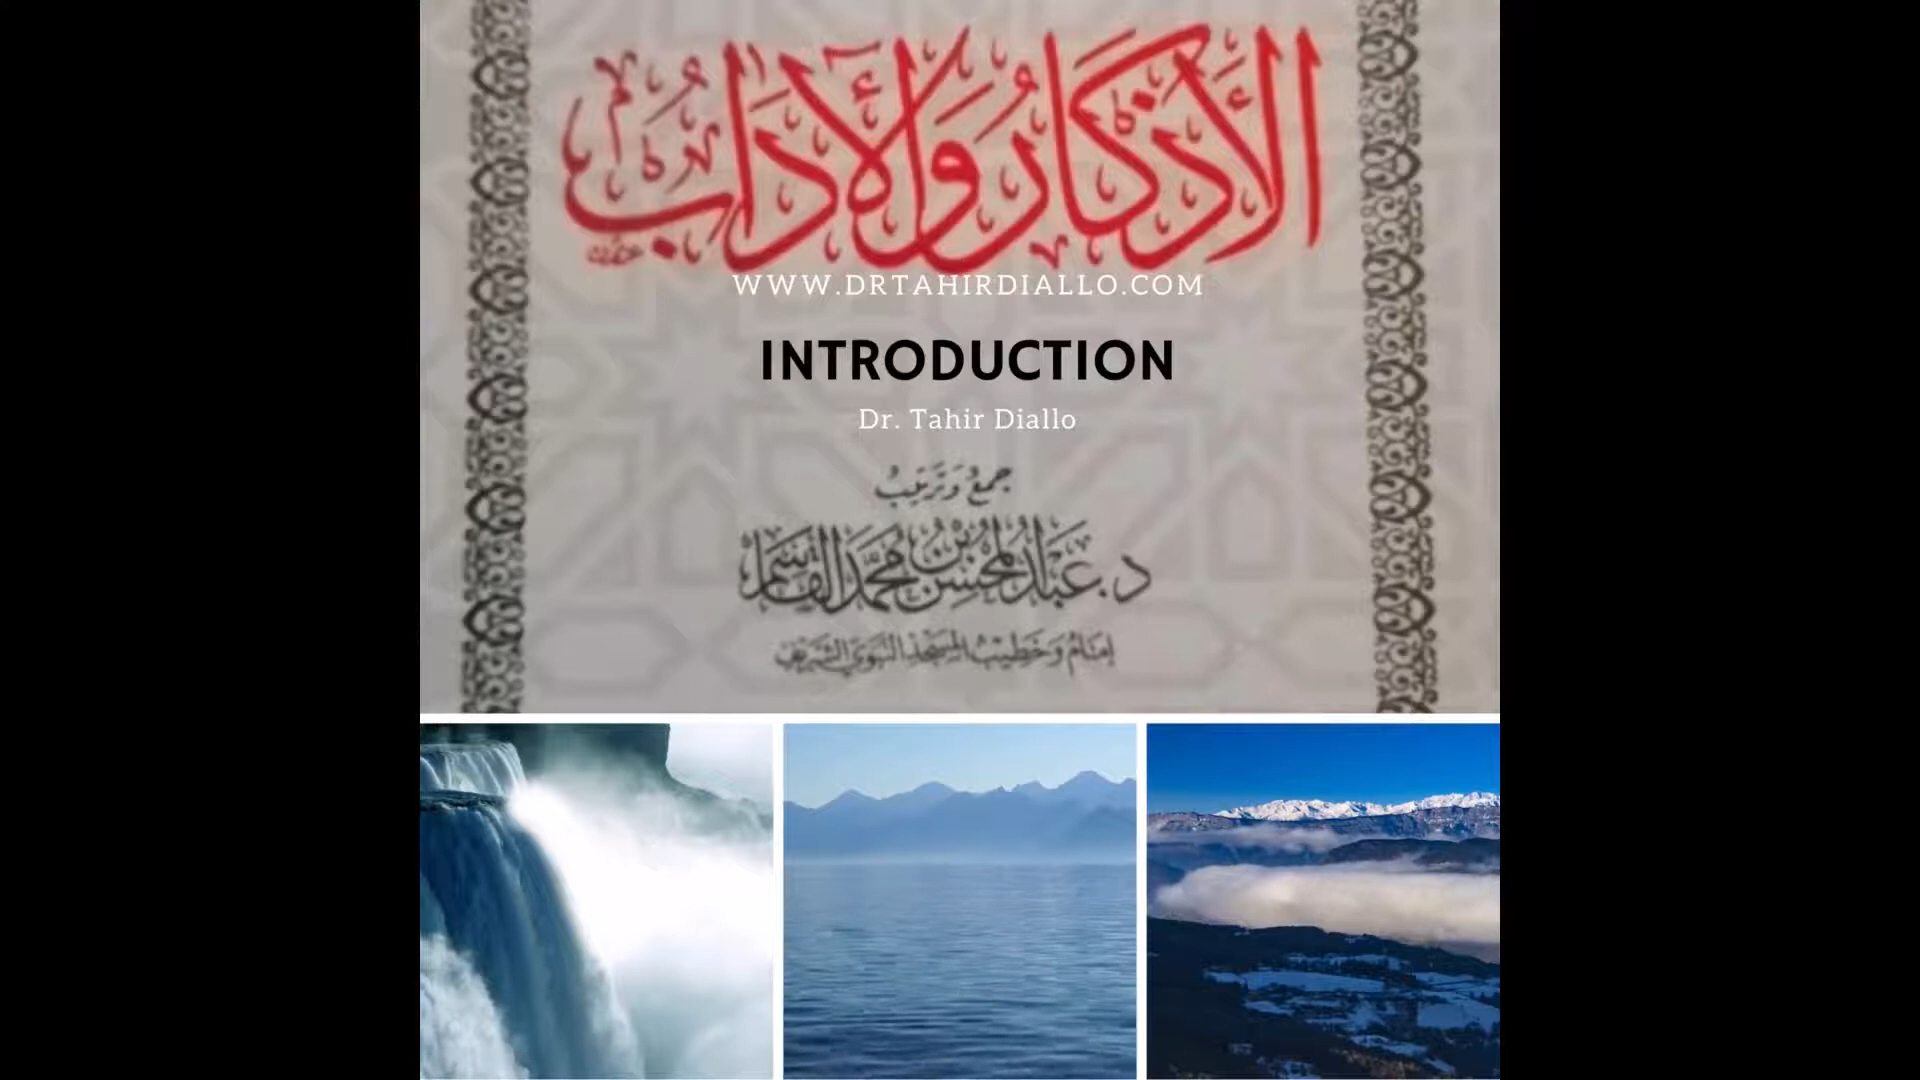 الأذكار والآداب
WWW.DRTAHIRDIALLO.COM
INTRODUCTION
Dr. Tahir Diallo
جمع وترتيب
د. عبد المحسن بن محمد القاسم
إمام وخطيب المسجد النبوي الشريف